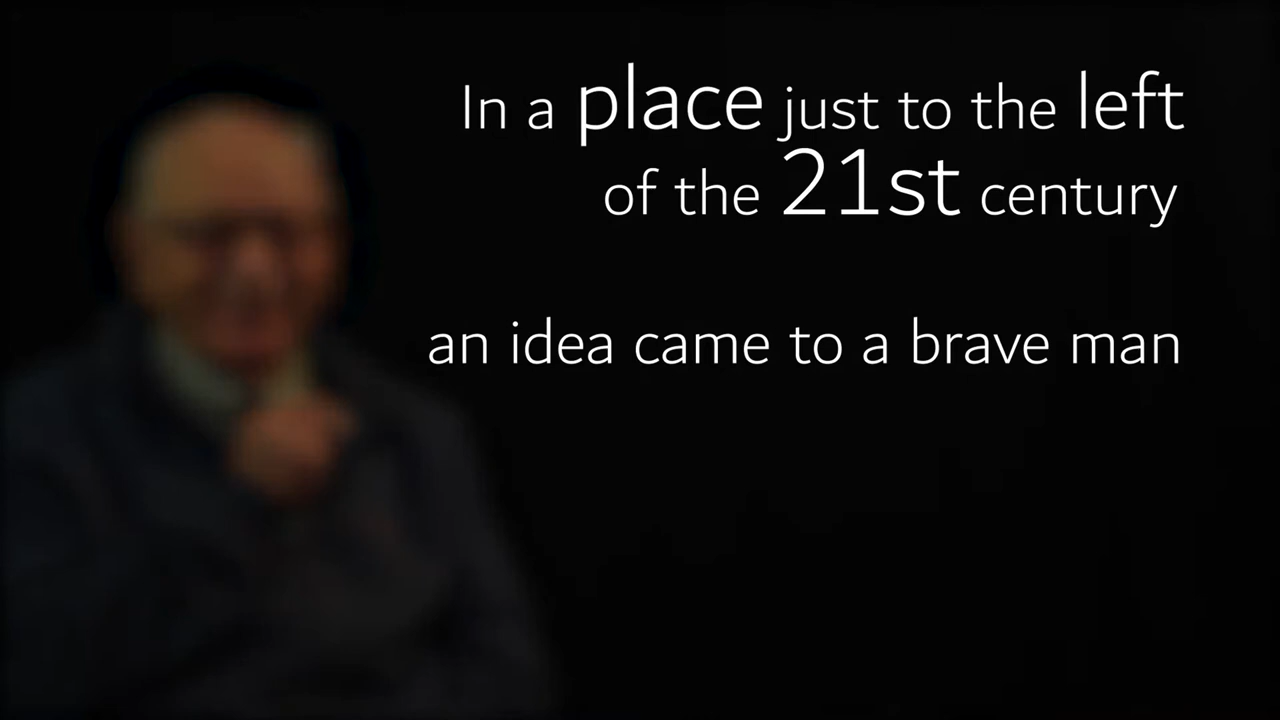 In a place just to the left
of the 21st century
an idea came to a brave man